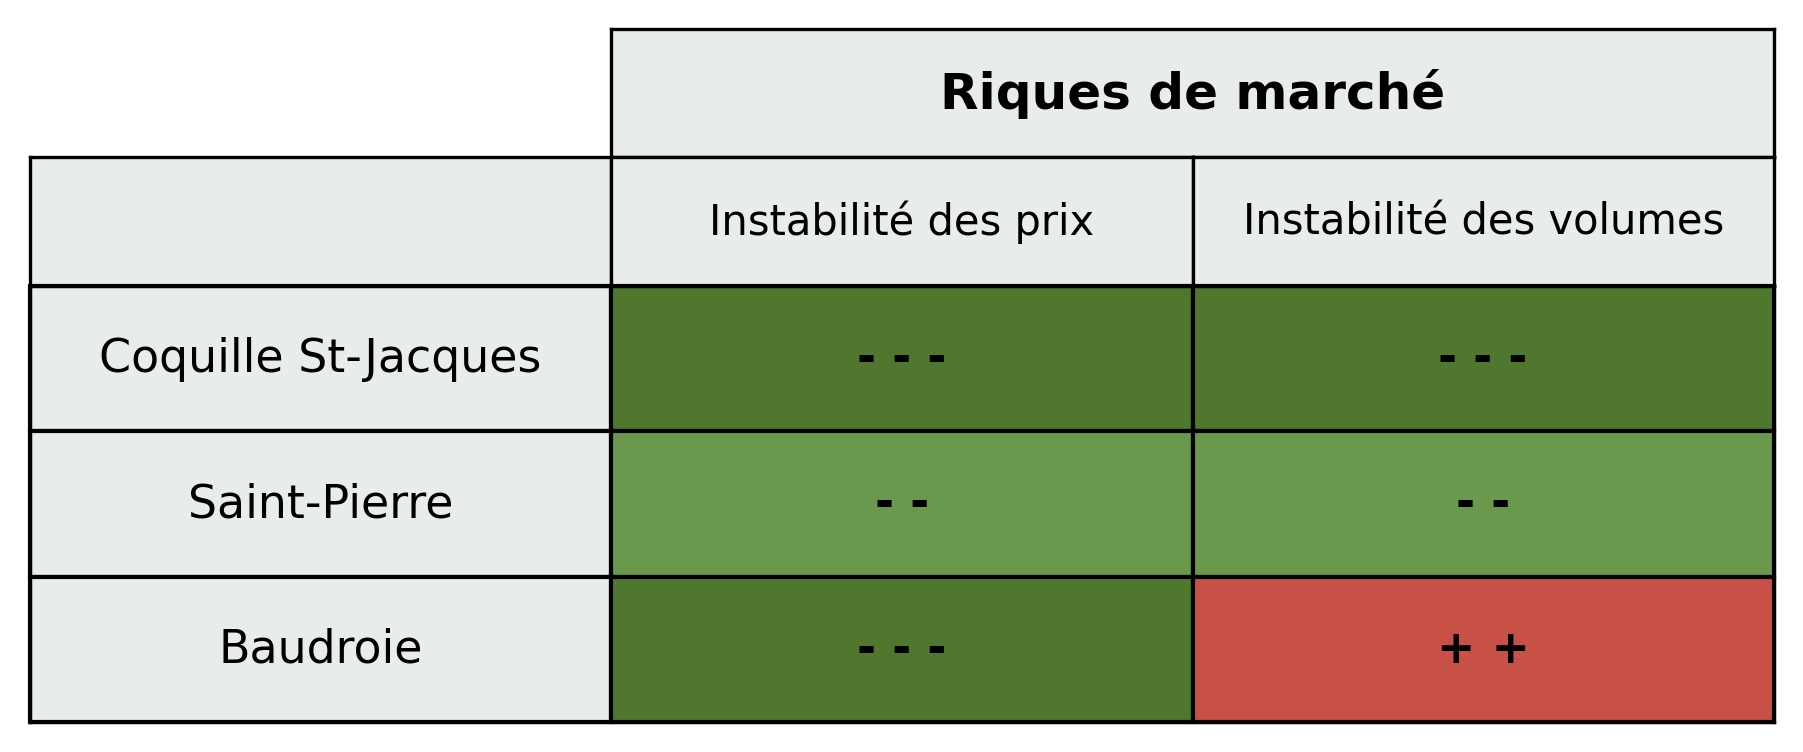 Riques de marché
Instabilité des prix Instabilité des volumes
Coquille St-Jacques - - - - - -
Saint-Pierre - - - -
Baudroie - - - + +